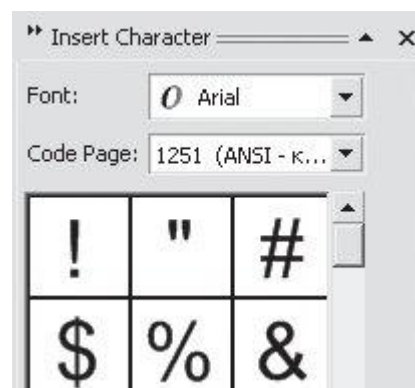 Insert Character
Font: O Arial
Code Page: 1251 (ANSI - к...
! " #
$ % &